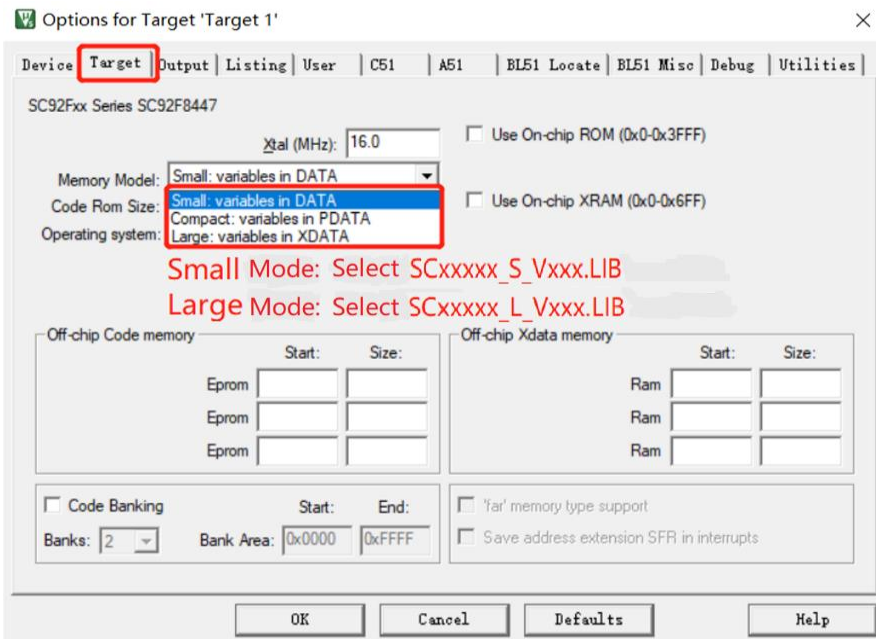 Options for Target 'Target 1'
Device Target Output Listing User C51 A51 BL51 Locate BL51 Misc Debug Utilities
SC92Fxx Series SC92F8447
Xtal (MHz): 16.0
Use On-chip ROM (0x0-0x3FFF)
Memory Model: Small: variables in DATA
Code Rom Size: Small: variables in DATA
Use On-chip XRAM (0x0-0x6FF)
Compact: variables in PDATA
Operating system: Large: variables in XDATA
Small Mode: Select SCxxxxx_S_Vxxx.LIB
Large Mode: Select SCxxxxx_L_Vxxx.LIB
Off-chip Code memory
Start: Size:
Eprom
Eprom
Eprom
Off-chip Xdata memory
Start: Size:
Ram
Ram
Ram
Code Banking Start: End:
Banks: 2 Bank Area: 0x0000 0xFFFF
'far' memory type support
Save address extension SFR in interrupts
OK Cancel Defaults Help